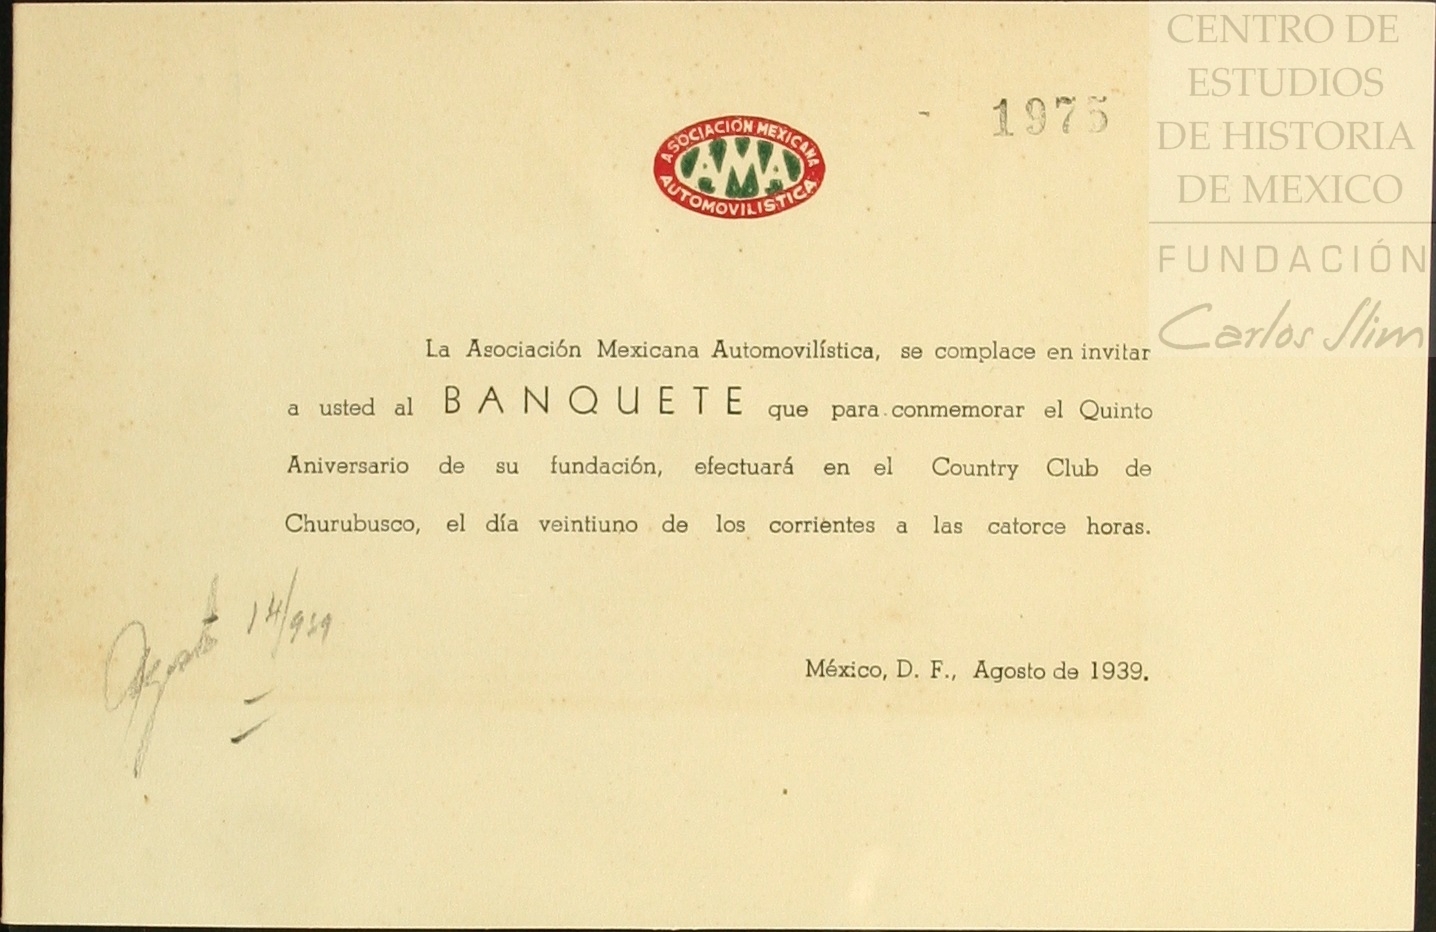 CENTRO DE
ESTUDIOS
DE HISTORIA
DE MEXICO
FUNDACIÓN
Carlos Slim
- 1975
ASOCIACIÓN MEXICANA
AMA
AUTOMOVILISTICA
La Asociación Mexicana Automovilística, se complace en invitar
a usted al BANQUETE que para conmemorar el Quinto
Aniversario de su fundación, efectuará en el Country Club de
Churubusco, el día veintiuno de los corrientes a las catorce horas.
Agosto 14/939
México, D. F., Agosto de 1939.